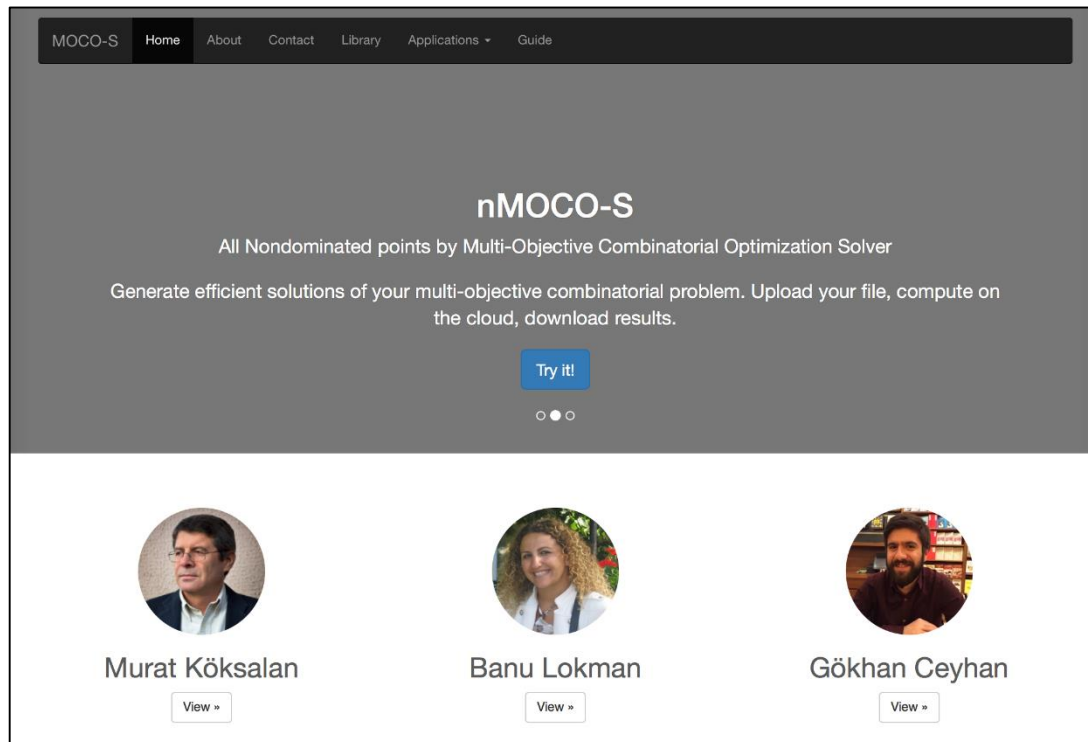 MOCO-S Home About Contact Library Applications Guide
nMOCO-S
All Nondominated points by Multi-Objective Combinatorial Optimization Solver
Generate efficient solutions of your multi-objective combinatorial problem. Upload your file, compute on
the cloud, download results.
Try it!
Murat Köksalan Banu Lokman Gökhan Ceyhan
View » View » View »